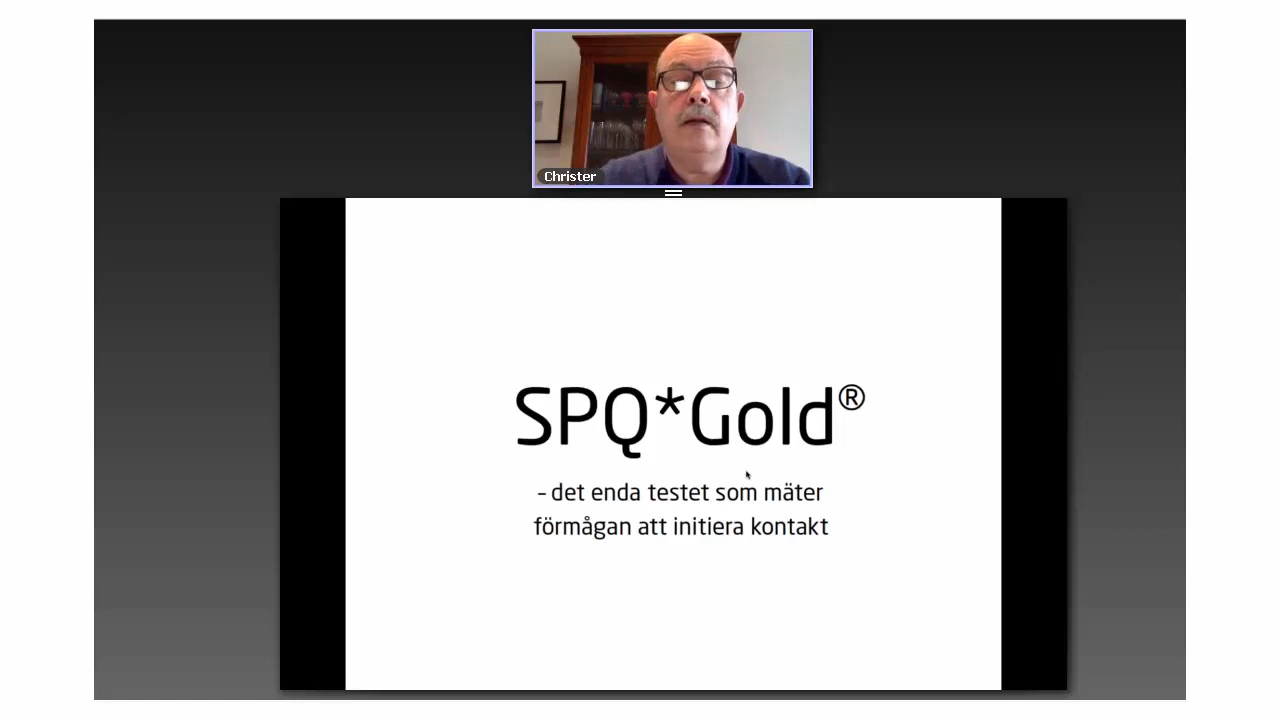 Christer
SPQ*Gold®
– det enda testet som mäter
förmågan att initiera kontakt